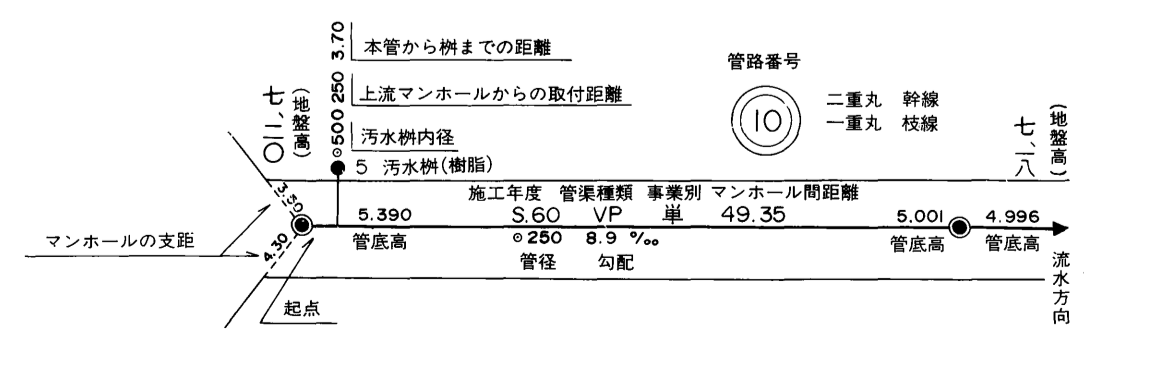 3.70 本管から桝までの距離
250 上流マンホールからの取付距離
⊙500 汚水桝内径
5 汚水桝(樹脂)
管路番号
10
二重丸 幹線
一重丸 枝線
七、二〇
(地盤高)
七、一八
(地盤高)
施工年度 管渠種類 事業別 マンホール間距離
3.50
5.390 S.60 VP 単 49.35 5.001 4.996
管底高 ⊙250 8.9 ‰ 管底高 管底高
管径 勾配
マンホールの支距
4.30
起点
流水方向